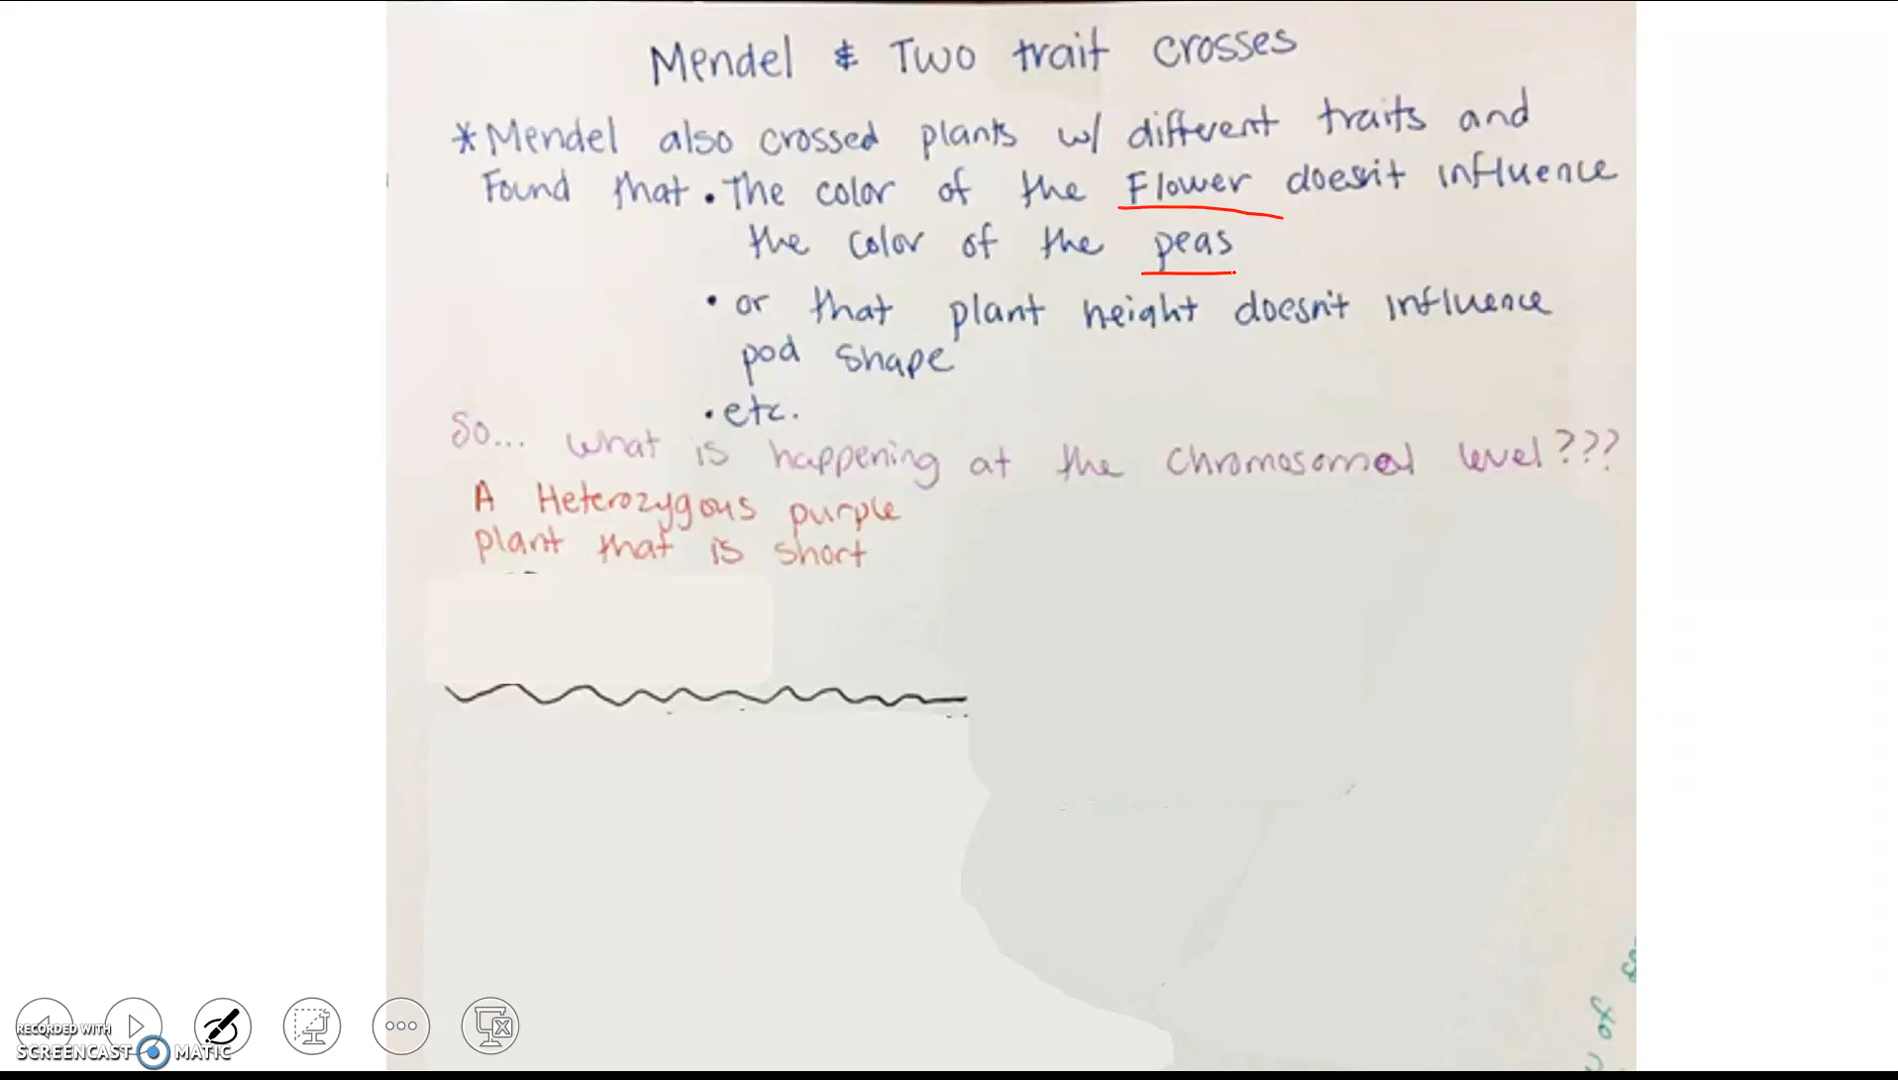 Mendel & Two trait crosses
*Mendel also crossed plants w/ different traits and
Found that • The color of the Flower doesn't influence
the color of the peas
• or that plant height doesn't influence
pod shape
• etc.
So... what is happening at the chromosomal level???
A Heterozygous purple
plant that is short
RECORDED WITH
SCREENCAST MATIC